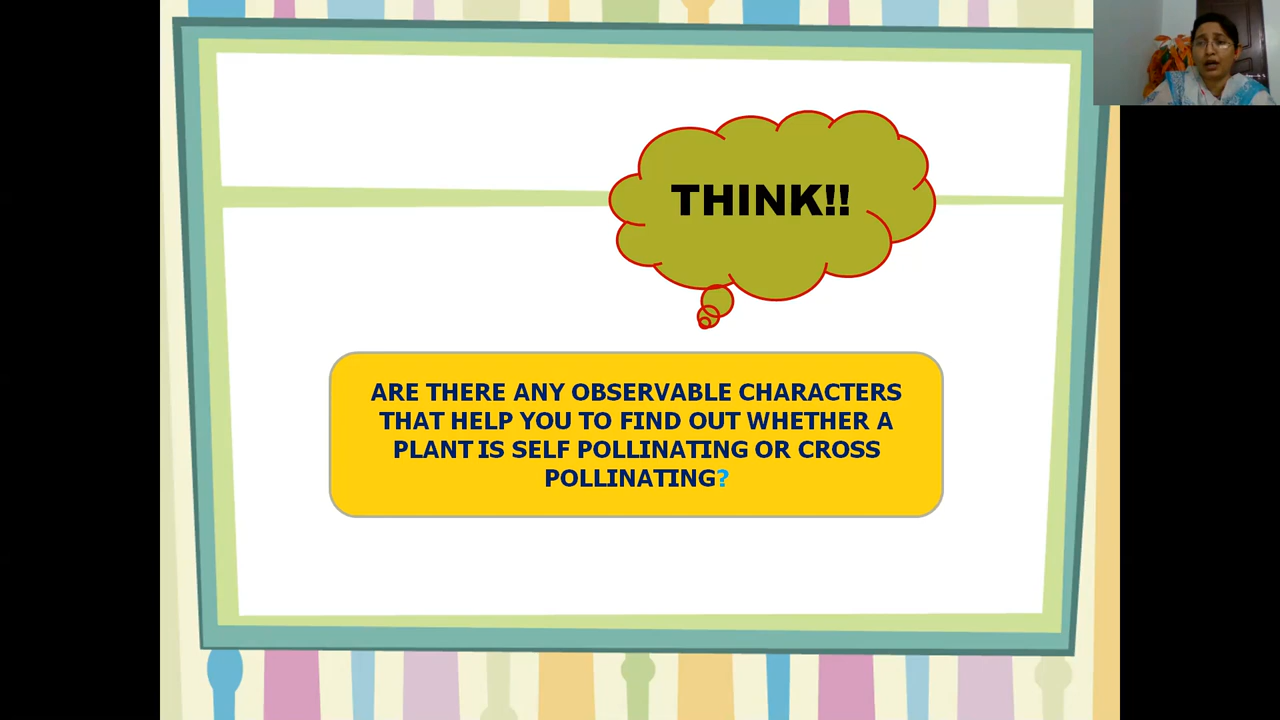 THINK!!
ARE THERE ANY OBSERVABLE CHARACTERS
THAT HELP YOU TO FIND OUT WHETHER A
PLANT IS SELF POLLINATING OR CROSS
POLLINATING?